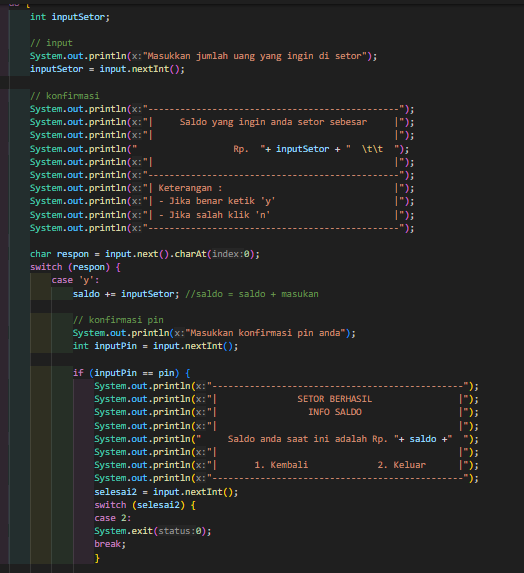 do {
int inputSetor;
// input
System.out.println(x:"Masukkan jumlah uang yang ingin di setor");
inputSetor = input.nextInt();
// konfirmasi
System.out.println(x:"-----------------------------------------------");
System.out.println(x:"|     Saldo yang ingin anda setor sebesar     |");
System.out.println(x:"|                                             |");
System.out.println("                  Rp.  "+ inputSetor + "  \t\t  ");
System.out.println(x:"|                                             |");
System.out.println(x:"-----------------------------------------------");
System.out.println(x:"| Keterangan :                                |");
System.out.println(x:"| - Jika benar ketik 'y'                      |");
System.out.println(x:"| - Jika salah klik 'n'                       |");
System.out.println(x:"-----------------------------------------------");
char respon = input.next().charAt(index:0);
switch (respon) {
case 'y':
saldo += inputSetor; //saldo = saldo + masukan
// konfirmasi pin
System.out.println(x:"Masukkan konfirmasi pin anda");
int inputPin = input.nextInt();
if (inputPin == pin) {
System.out.println(x:"-----------------------------------------------");
System.out.println(x:"|               SETOR BERHASIL                |");
System.out.println(x:"|                 INFO SALDO                  |");
System.out.println(x:"|                                             |");
System.out.println("     Saldo anda saat ini adalah Rp. "+ saldo +"  ");
System.out.println(x:"|                                             |");
System.out.println(x:"|       1. Kembali             2. Keluar      |");
System.out.println(x:"-----------------------------------------------");
selesai2 = input.nextInt();
switch (selesai2) {
case 2:
System.exit(status:0);
break;
}